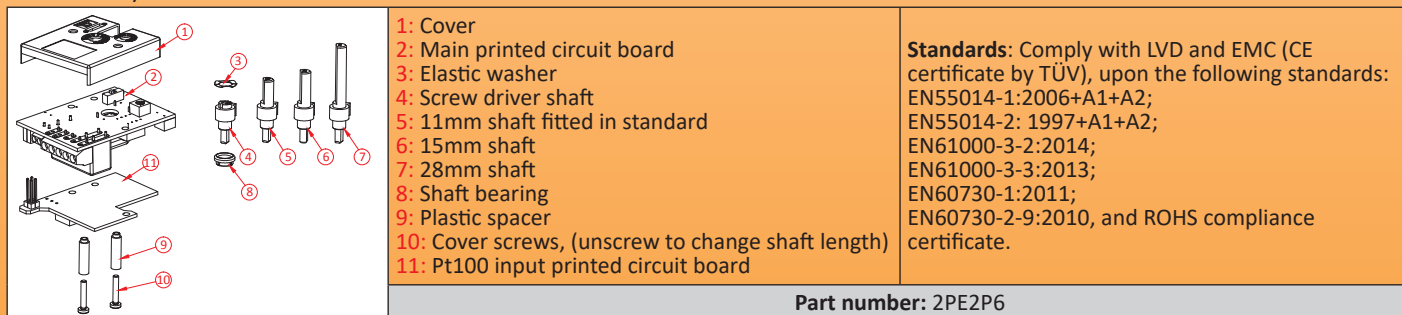 1
2
3
4
5
6
7
8
9
10
11
1: Cover
2: Main printed circuit board
3: Elastic washer
4: Screw driver shaft
5: 11mm shaft fitted in standard
6: 15mm shaft
7: 28mm shaft
8: Shaft bearing
9: Plastic spacer
10: Cover screws, (unscrew to change shaft length)
11: Pt100 input printed circuit board
Standards: Comply with LVD and EMC (CE
certificate by TÜV), upon the following standards:
EN55014-1:2006+A1+A2;
EN55014-2: 1997+A1+A2;
EN61000-3-2:2014;
EN61000-3-3:2013;
EN60730-1:2011;
EN60730-2-9:2010, and ROHS compliance
certificate.
Part number: 2PE2P6